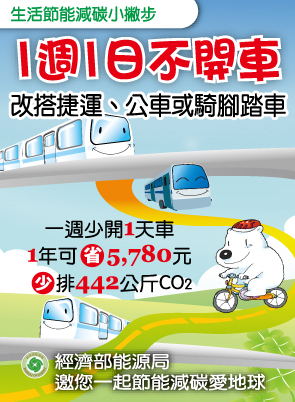 生活節能減碳小撇步
1週1日不開車
改搭捷運、公車或騎腳踏車
一週少開1天車
1年可省5,780元
少排442公斤CO2
經濟部能源局
邀您一起節能減碳愛地球